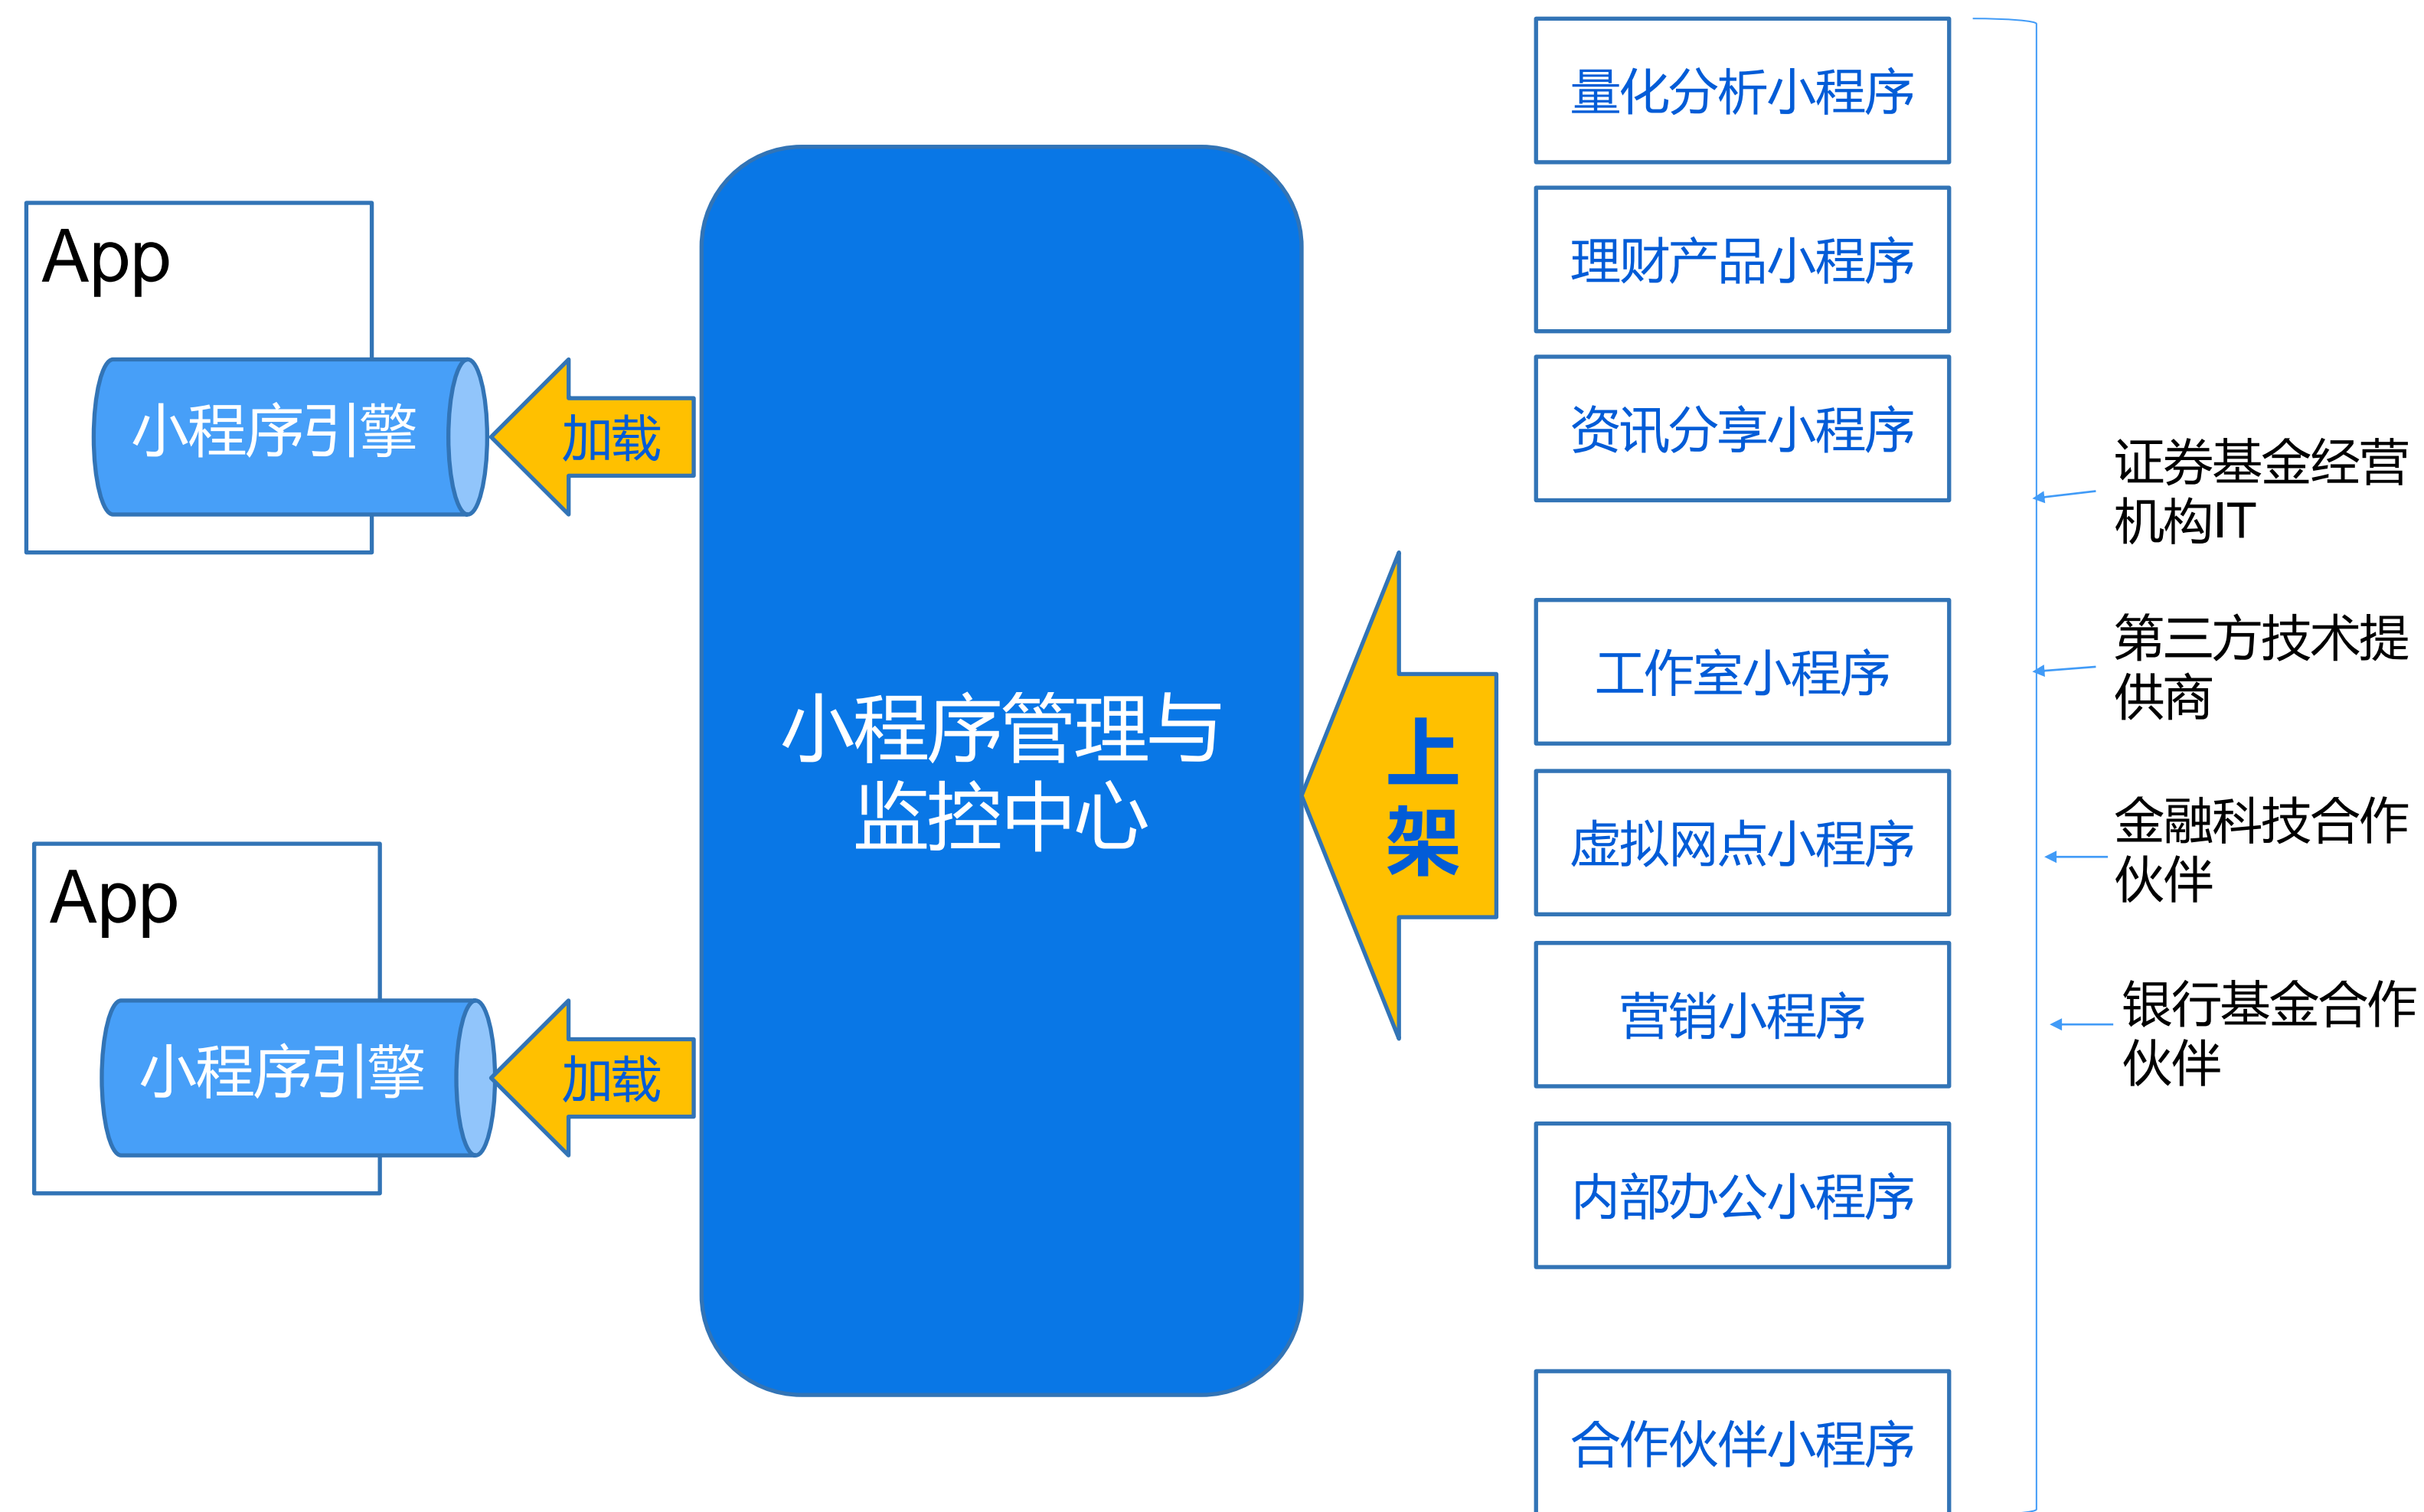 App
小程序引擎
加载
App
小程序引擎
加载
小程序管理与
监控中心
上
架
量化分析小程序
理财产品小程序
资讯分享小程序
工作室小程序
虚拟网点小程序
营销小程序
内部办公小程序
合作伙伴小程序
证券基金经营
机构IT
第三方技术提
供商
金融科技合作
伙伴
银行基金合作
伙伴